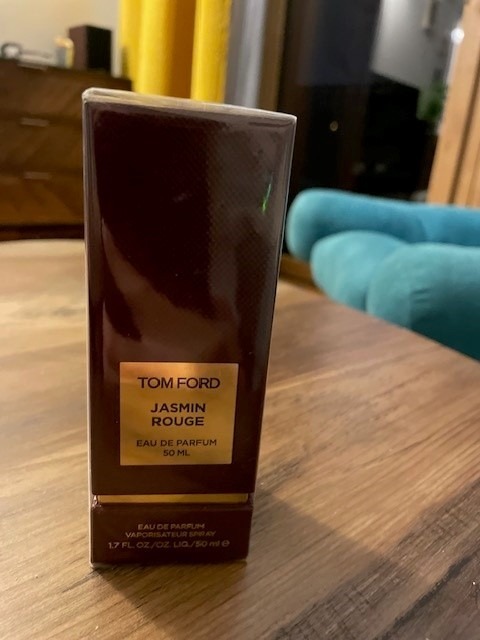 TOM FORD
JASMIN
ROUGE
EAU DE PARFUM
50 ML
EAU DE PARFUM
VAPORISATEUR SPRAY
1.7 FL. OZ./OZ. LIQ./50 ml ℮